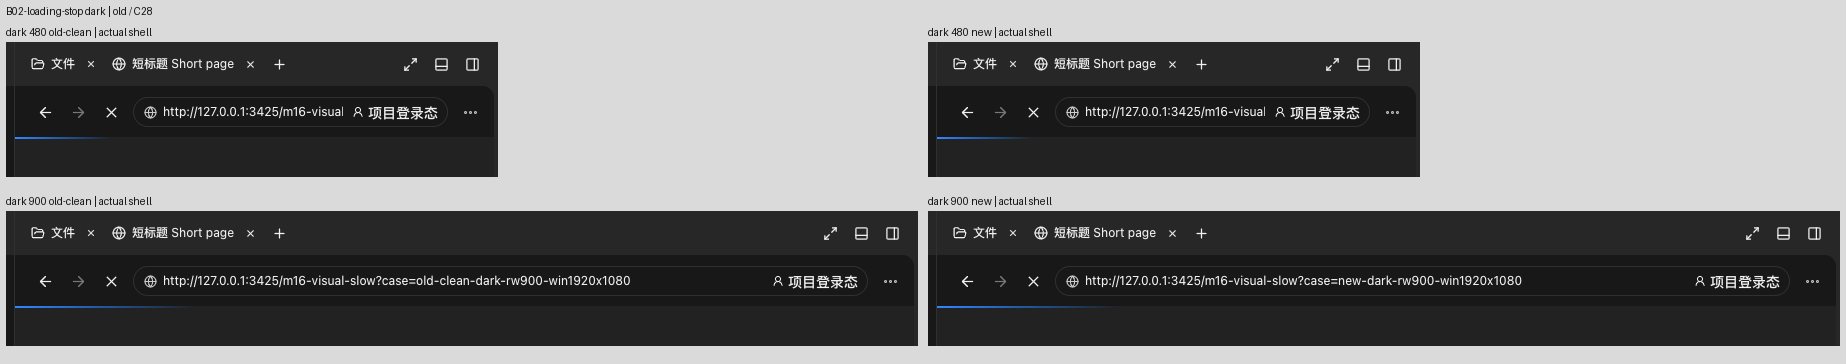 B02-loading-stop dark | old / C28
dark 480 old-clean | actual shell
文件 × 短标题 Short page × +
http://127.0.0.1:3425/m16-visual 项目登录态
dark 480 new | actual shell
文件 × 短标题 Short page × +
http://127.0.0.1:3425/m16-visual 项目登录态
dark 900 old-clean | actual shell
文件 × 短标题 Short page × +
http://127.0.0.1:3425/m16-visual-slow?case=old-clean-dark-rw900-win1920x1080 项目登录态
dark 900 new | actual shell
文件 × 短标题 Short page × +
http://127.0.0.1:3425/m16-visual-slow?case=new-dark-rw900-win1920x1080 项目登录态